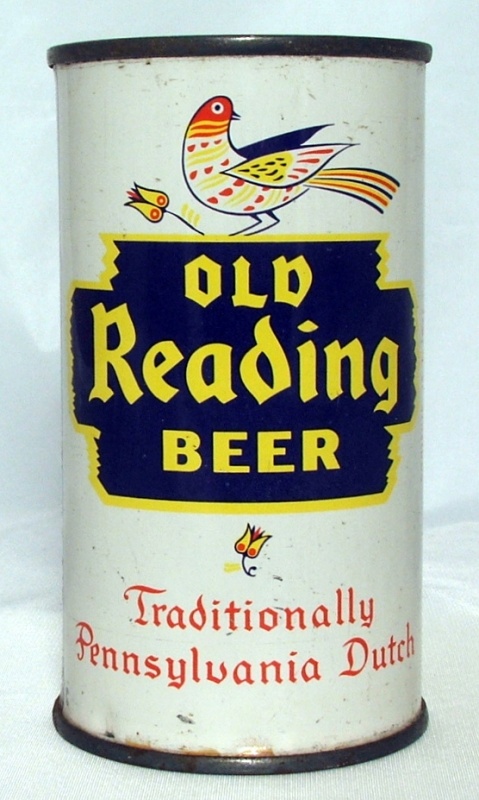 OLD
Reading
BEER
Traditionally
Pennsylvania Dutch